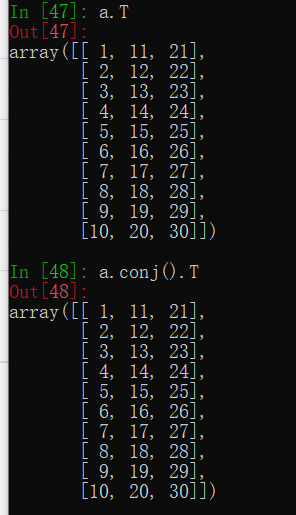 In [47]: a.T
Out[47]:
array([[ 1, 11, 21],
       [ 2, 12, 22],
       [ 3, 13, 23],
       [ 4, 14, 24],
       [ 5, 15, 25],
       [ 6, 16, 26],
       [ 7, 17, 27],
       [ 8, 18, 28],
       [ 9, 19, 29],
       [10, 20, 30]])
In [48]: a.conj().T
Out[48]:
array([[ 1, 11, 21],
       [ 2, 12, 22],
       [ 3, 13, 23],
       [ 4, 14, 24],
       [ 5, 15, 25],
       [ 6, 16, 26],
       [ 7, 17, 27],
       [ 8, 18, 28],
       [ 9, 19, 29],
       [10, 20, 30]])